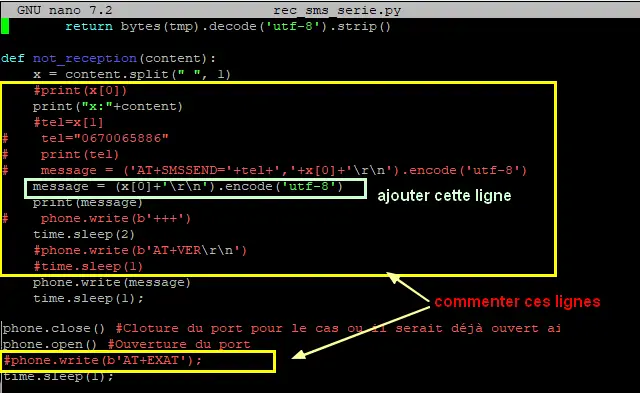 GNU nano 7.2 rec_sms_serie.py
return bytes(tmp).decode('utf-8').strip()
def not_reception(content):
x = content.split(" ", 1)
#print(x[0])
print("x:"+content)
#tel=x[1]
# tel="0670065886"
# print(tel)
# message = ('AT+SMSSEND='+tel+','+x[0]+'\r\n').encode('utf-8')
message = (x[0]+'\r\n').encode('utf-8')
ajouter cette ligne
print(message)
# phone.write(b'+++')
time.sleep(2)
#phone.write(b'AT+VER\r\n')
#time.sleep(1)
phone.write(message)
time.sleep(1);
commenter ces lignes
phone.close() #Cloture du port pour le cas ou il serait déjà ouvert ai
phone.open() #Ouverture du port
#phone.write(b'AT+EXAT');
time.sleep(1);